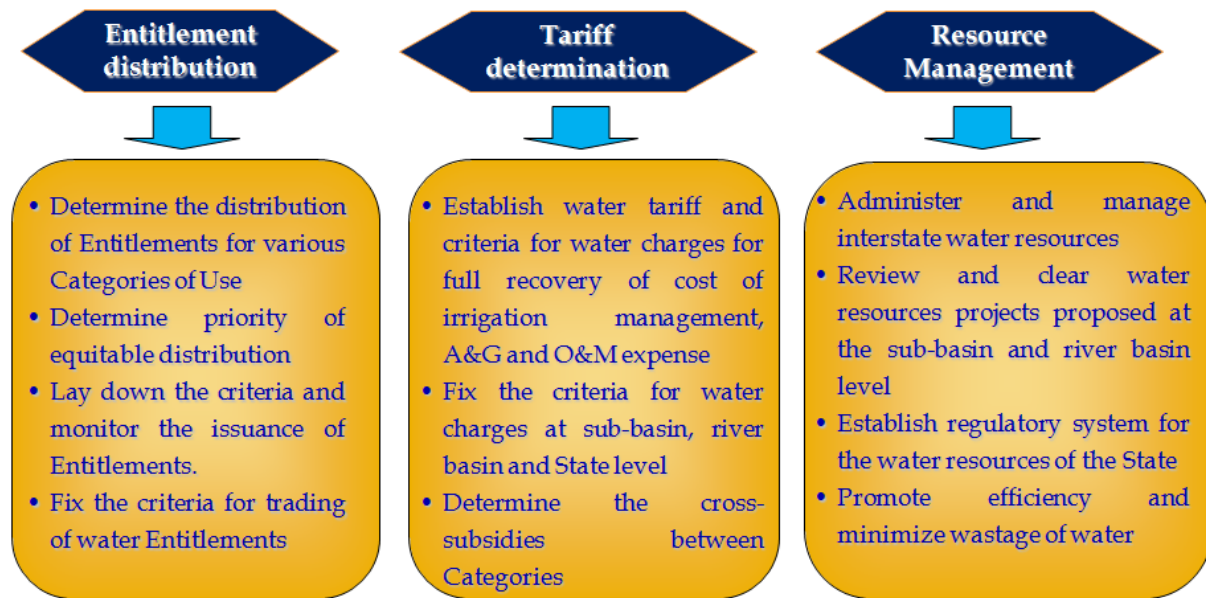 Entitlement
distribution
• Determine the distribution
of Entitlements for various
Categories of Use
• Determine priority of
equitable distribution
• Lay down the criteria and
monitor the issuance of
Entitlements.
• Fix the criteria for trading
of water Entitlements
Tariff
determination
• Establish water tariff and
criteria for water charges for
full recovery of cost of
irrigation management,
A&G and O&M expense
• Fix the criteria for water
charges at sub-basin, river
basin and State level
• Determine the cross-
subsidies between
Categories
Resource
Management
• Administer and manage
interstate water resources
• Review and clear water
resources projects proposed at
the sub-basin and river basin
level
• Establish regulatory system for
the water resources of the State
• Promote efficiency and
minimize wastage of water